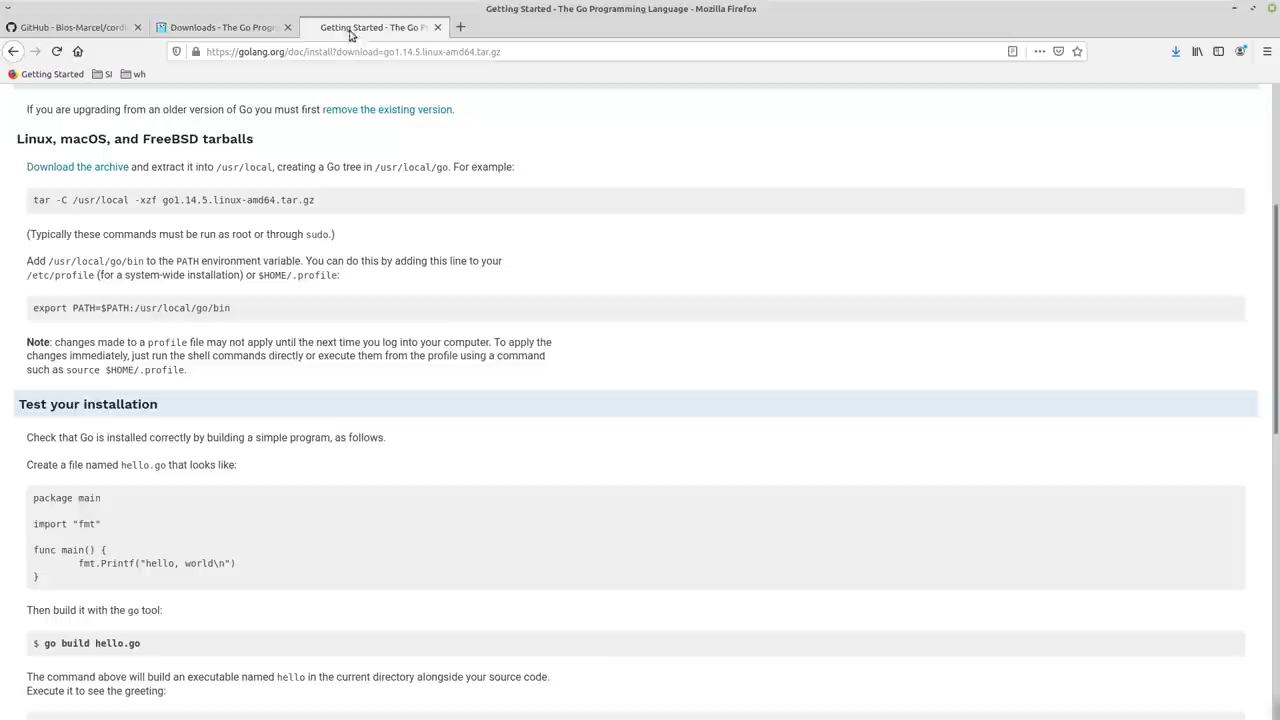 Getting Started - The Go Programming Language - Mozilla Firefox
GitHub - Bios-Marcel/cordl
Downloads - The Go Progr
Getting Started - The Go P
https://golang.org/doc/install?download=go1.14.5.linux-amd64.tar.gz
Getting Started
SI
wh
If you are upgrading from an older version of Go you must first remove the existing version.
Linux, macOS, and FreeBSD tarballs
Download the archive and extract it into /usr/local, creating a Go tree in /usr/local/go. For example:
tar -C /usr/local -xzf go1.14.5.linux-amd64.tar.gz
(Typically these commands must be run as root or through sudo.)
Add /usr/local/go/bin to the PATH environment variable. You can do this by adding this line to your
/etc/profile (for a system-wide installation) or $HOME/.profile:
export PATH=$PATH:/usr/local/go/bin
Note: changes made to a profile file may not apply until the next time you log into your computer. To apply the
changes immediately, just run the shell commands directly or execute them from the profile using a command
such as source $HOME/.profile.
Test your installation
Check that Go is installed correctly by building a simple program, as follows.
Create a file named hello.go that looks like:
package main
import "fmt"
func main() {
fmt.Printf("hello, world\n")
}
Then build it with the go tool:
$ go build hello.go
The command above will build an executable named hello in the current directory alongside your source code.
Execute it to see the greeting: